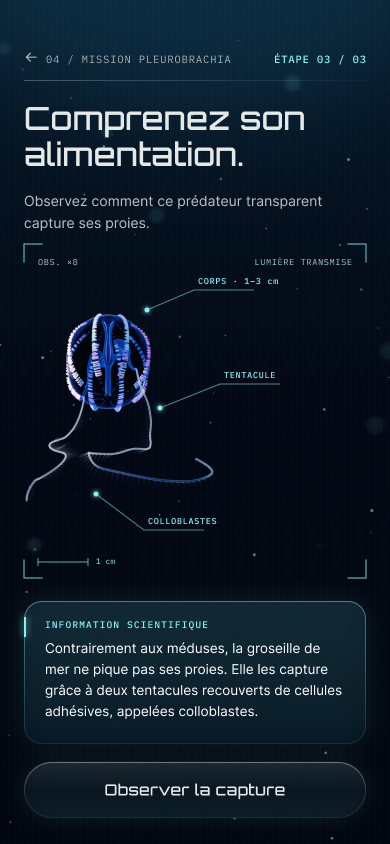 ← 04 / MISSION PLEUROBRACHIA
ÉTAPE 03 / 03
Comprenez son
alimentation.
Observez comment ce prédateur transparent
capture ses proies.
OBS. ×8
LUMIÈRE TRANSMISE
CORPS · 1–3 cm
TENTACULE
COLLOBLASTES
1 cm
INFORMATION SCIENTIFIQUE
Contrairement aux méduses, la groseille de
mer ne pique pas ses proies. Elle les capture
grâce à deux tentacules recouverts de cellules
adhésives, appelées colloblastes.
Observer la capture